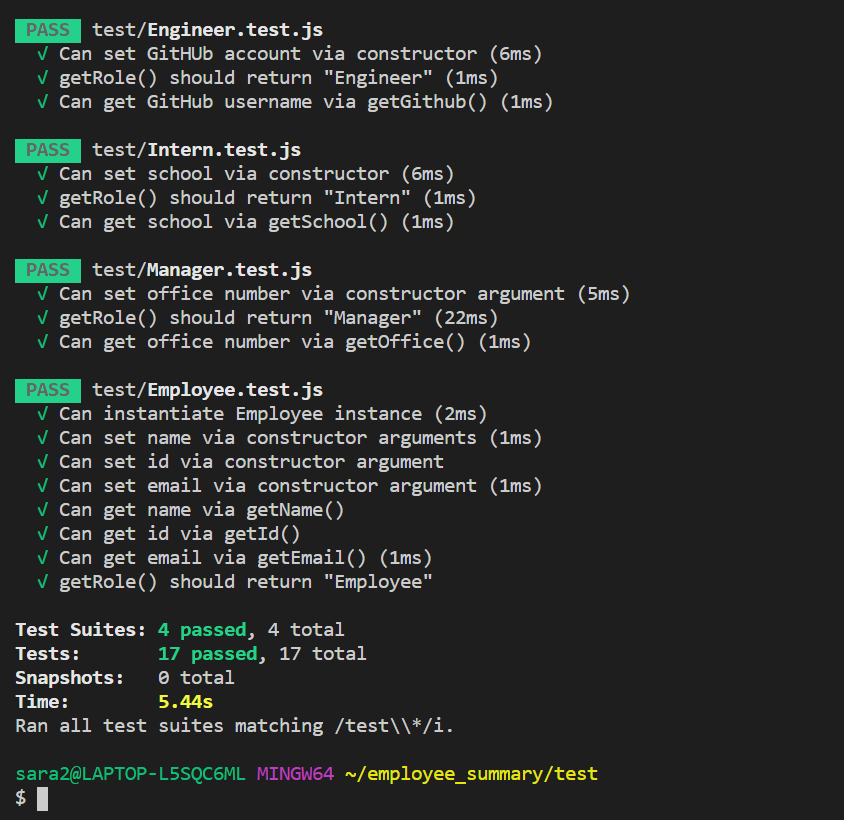 PASS test/Engineer.test.js
√ Can set GitHUb account via constructor (6ms)
√ getRole() should return "Engineer" (1ms)
√ Can get GitHub username via getGithub() (1ms)
PASS test/Intern.test.js
√ Can set school via constructor (6ms)
√ getRole() should return "Intern" (1ms)
√ Can get school via getSchool() (1ms)
PASS test/Manager.test.js
√ Can set office number via constructor argument (5ms)
√ getRole() should return "Manager" (22ms)
√ Can get office number via getOffice() (1ms)
PASS test/Employee.test.js
√ Can instantiate Employee instance (2ms)
√ Can set name via constructor arguments (1ms)
√ Can set id via constructor argument
√ Can set email via constructor argument (1ms)
√ Can get name via getName()
√ Can get id via getId()
√ Can get email via getEmail() (1ms)
√ getRole() should return "Employee"
Test Suites: 4 passed, 4 total
Tests: 17 passed, 17 total
Snapshots: 0 total
Time: 5.44s
Ran all test suites matching /test\\*/i.
sara2@LAPTOP-L5SQC6ML MINGW64 ~/employee_summary/test
$